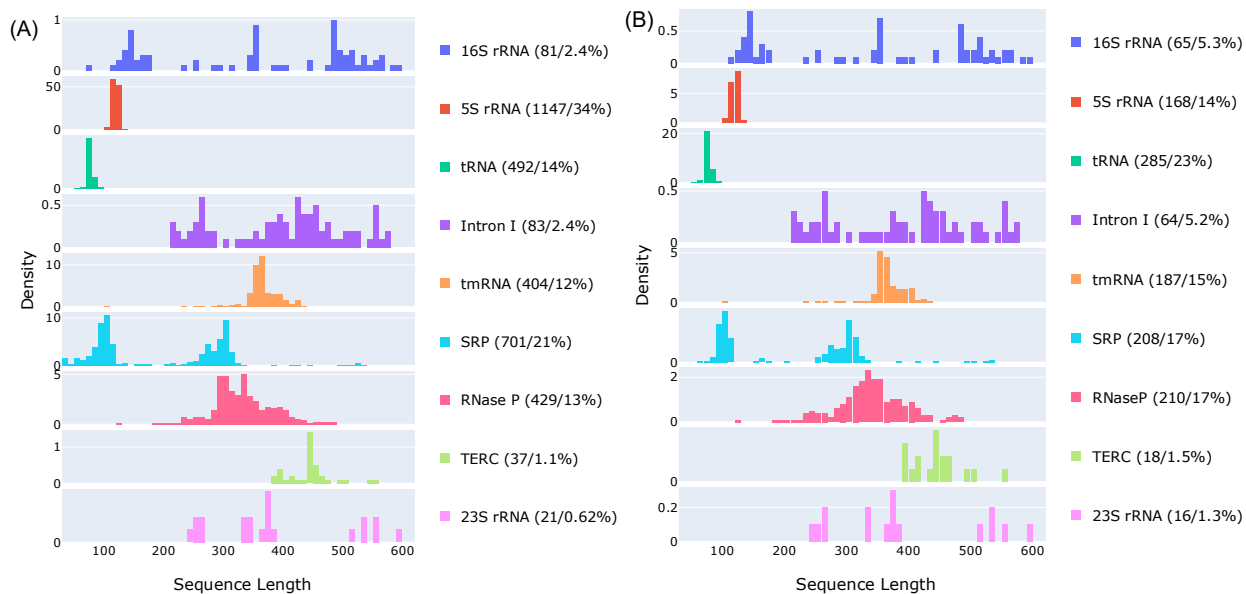 (A)
1
0
50
0
0
0.5
0
10
0
10
0
5
0
1
0
0
100
200
300
400
500
600
Density
Sequence Length
16S rRNA (81/2.4%)
5S rRNA (1147/34%)
tRNA (492/14%)
Intron I (83/2.4%)
tmRNA (404/12%)
SRP (701/21%)
RNase P (429/13%)
TERC (37/1.1%)
23S rRNA (21/0.62%)
(B)
0.5
0
5
0
20
0
0.5
0
5
0
0
2
0
0
0.2
0
100
200
300
400
500
600
Density
Sequence Length
16S rRNA (65/5.3%)
5S rRNA (168/14%)
tRNA (285/23%)
Intron I (64/5.2%)
tmRNA (187/15%)
SRP (208/17%)
RNaseP (210/17%)
TERC (18/1.5%)
23S rRNA (16/1.3%)